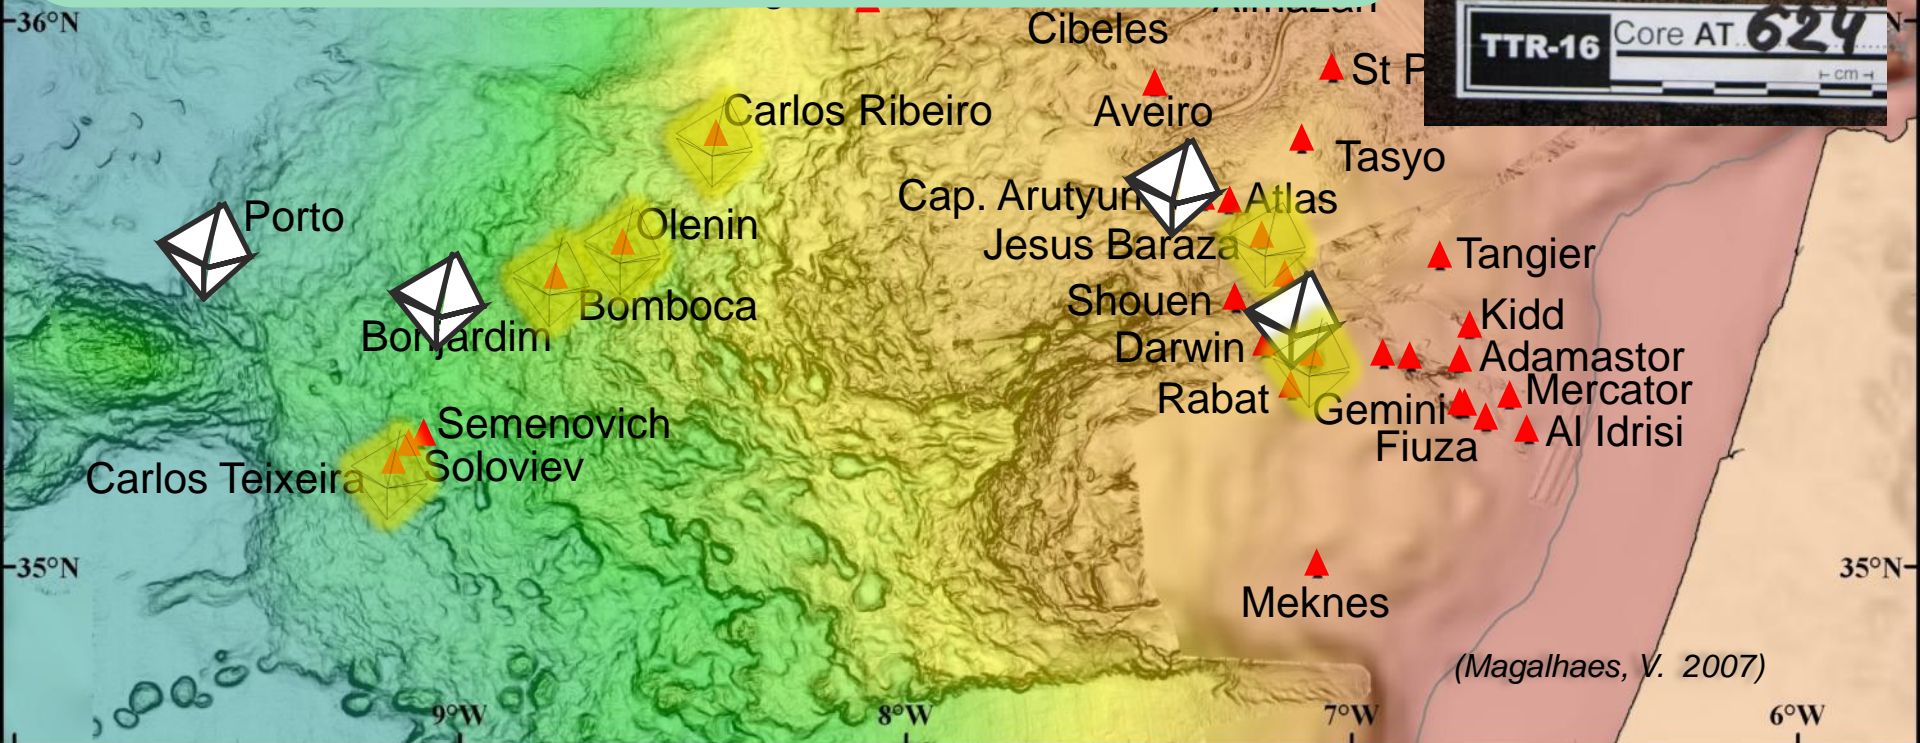 36°N
Cibeles
TTR-16
Core AT 624
cm
St P
Carlos Ribeiro
Aveiro
Tasyo
Cap. Arutyun
Atlas
Porto
Olenin
Jesus Baraza
Tangier
Bomboca
Shouen
Kidd
Bonjardim
Darwin
Adamastor
Rabat
Mercator
Gemini
Semenovich
Al Idrisi
Fiuza
Soloviev
Carlos Teixeira
35°N
35°N
Meknes
(Magalhaes, V. 2007)
9°W
8°W
7°W
6°W